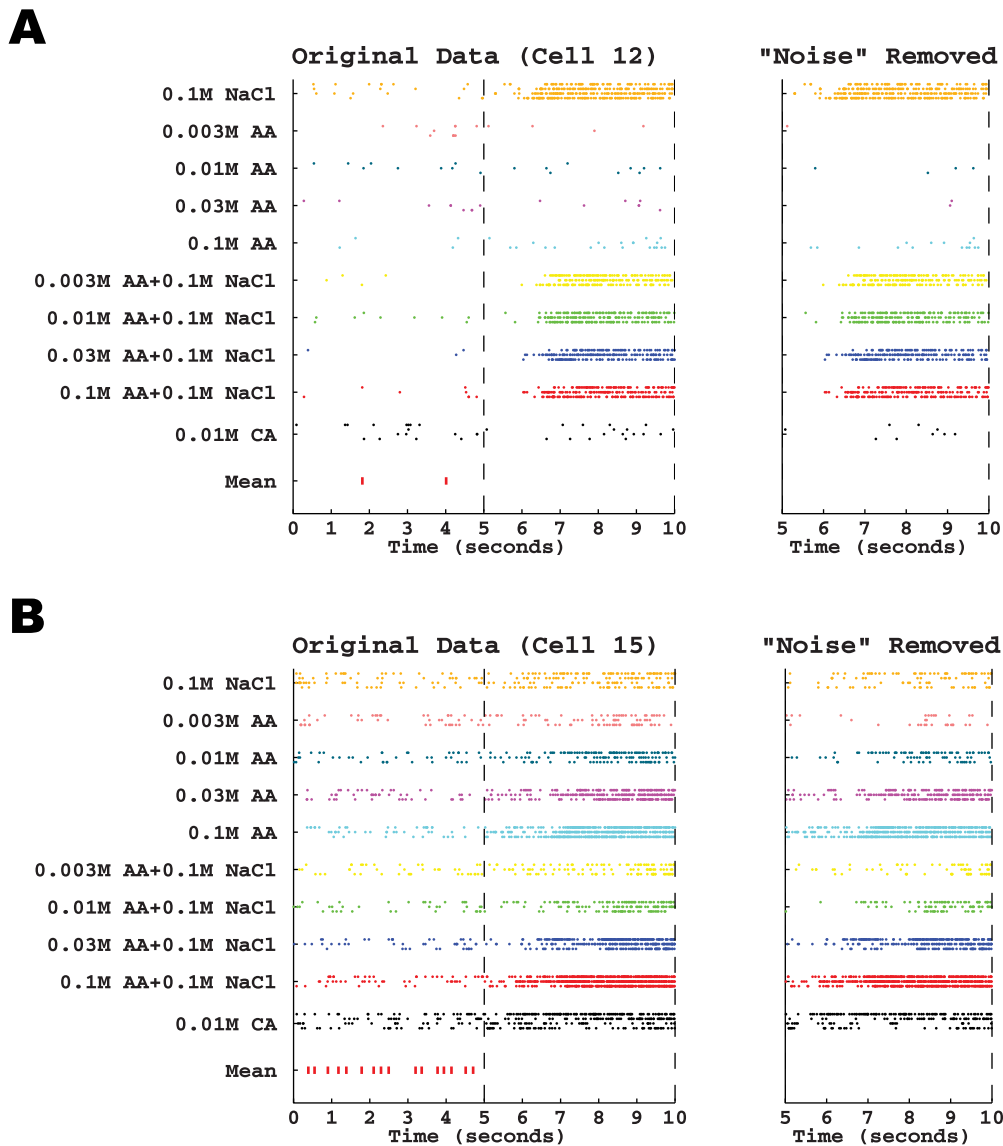 A
Original Data (Cell 12)
"Noise" Removed
0.1M NaCl
0.003M AA
0.01M AA
0.03M AA
0.1M AA
0.003M AA+0.1M NaCl
0.01M AA+0.1M NaCl
0.03M AA+0.1M NaCl
0.1M AA+0.1M NaCl
0.01M CA
Mean
0 1 2 3 4 5 6 7 8 9 10
Time (seconds)
5 6 7 8 9 10
Time (seconds)
B
Original Data (Cell 15)
"Noise" Removed
0.1M NaCl
0.003M AA
0.01M AA
0.03M AA
0.1M AA
0.003M AA+0.1M NaCl
0.01M AA+0.1M NaCl
0.03M AA+0.1M NaCl
0.1M AA+0.1M NaCl
0.01M CA
Mean
0 1 2 3 4 5 6 7 8 9 10
Time (seconds)
5 6 7 8 9 10
Time (seconds)